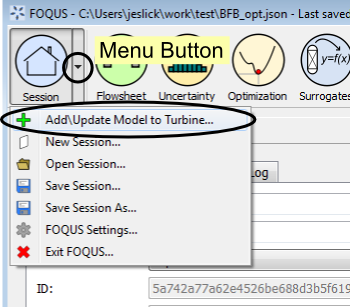 FOQUS - C:\Users\jeslick\work\test\BFB_opt.json - Last saved
Menu Button
y=f(x)
Session Flowsheet Uncertainty Optimization Surrogates
Add\Update Model to Turbine...
New Session...
Open Session...
Log
Save Session...
Save Session As...
FOQUS Settings...
Exit FOQUS...
ID: 5a742a77a62e4526be688d3b5f619